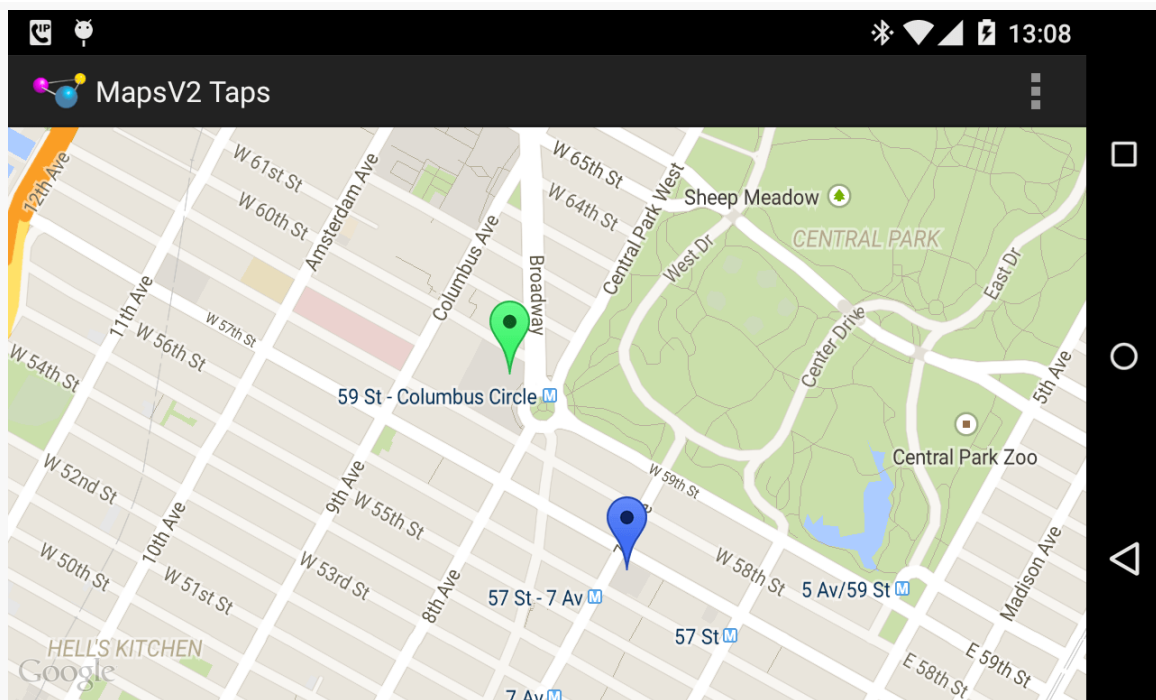 13:08
MapsV2 Taps
12th Ave
W 61st St
W 60th St
Amsterdam Ave
Columbus Ave
Broadway
W 65th St
W 64th St
Central Park West
Sheep Meadow
CENTRAL PARK
West Dr
East Dr
11th Ave
W 57th St
W 56th St
W 54th St
Center Drive
5th Ave
59 St - Columbus Circle M
Central Park Zoo
W 52nd St
9th Ave
W 55th St
W 59th St
10th Ave
W 50th St
W 51st St
W 53rd St
8th Ave
W 58th St
57 St - 7 Av M
5 Av/59 St M
Madison Ave
57 St M
HELL'S KITCHEN
Google
E 58th St
E 59th St
7 Av M